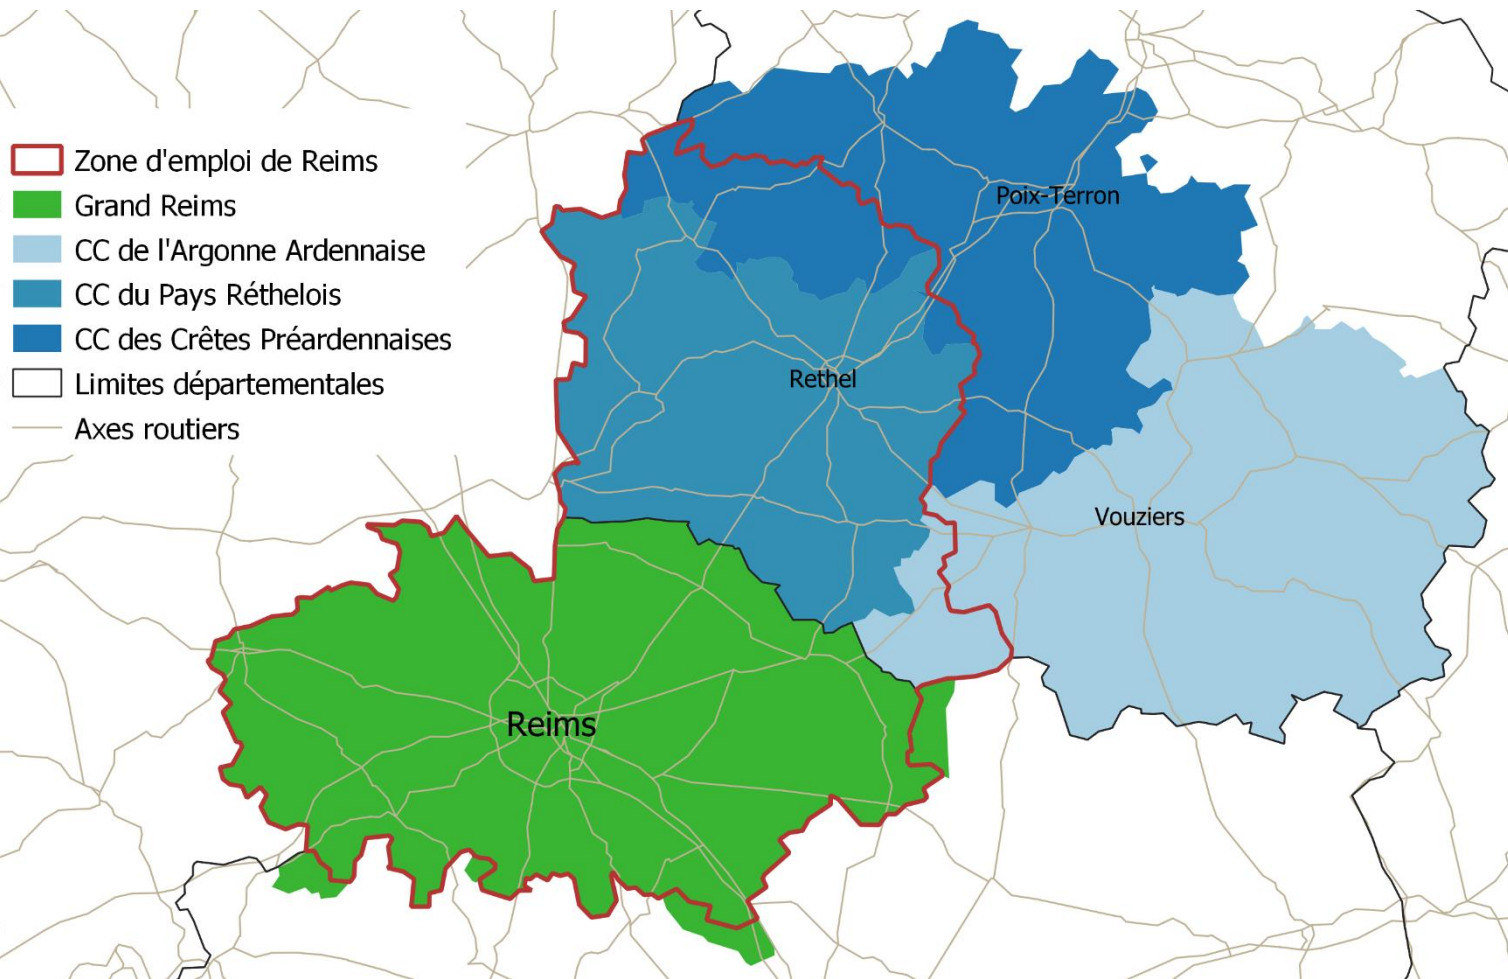 Zone d'emploi de Reims
Grand Reims
CC de l'Argonne Ardennaise
CC du Pays Réthelois
CC des Crêtes Préardennaises
Limites départementales
Axes routiers
Poix-Terron
Rethel
Vouziers
Reims